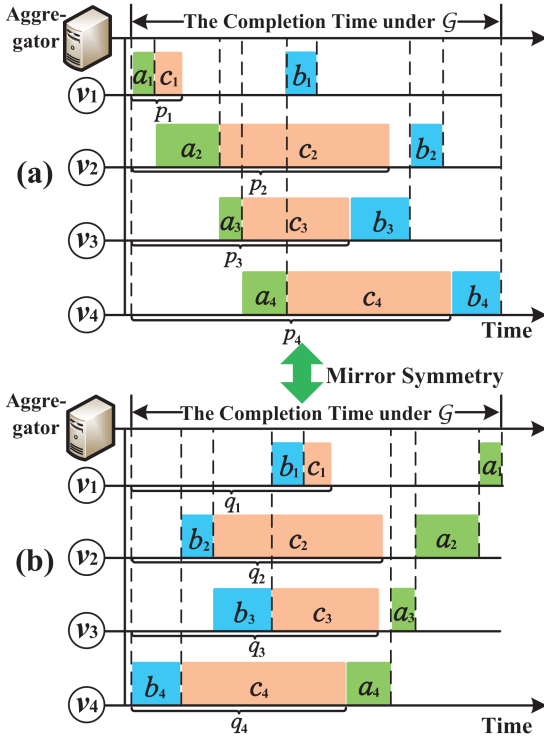 Aggre-
gator
The Completion Time under 𝒢
v₁
a₁ c₁ b₁
p₁
(a)
v₂
a₂ c₂ b₂
p₂
v₃
a₃ c₃ b₃
p₃
v₄
a₄ c₄ b₄
p₄
Time
Mirror Symmetry
Aggre-
gator
The Completion Time under 𝒢
v₁
b₁ c₁ a₁
q₁
(b)
v₂
b₂ c₂ a₂
q₂
v₃
b₃ c₃ a₃
q₃
v₄
b₄ c₄ a₄
q₄
Time